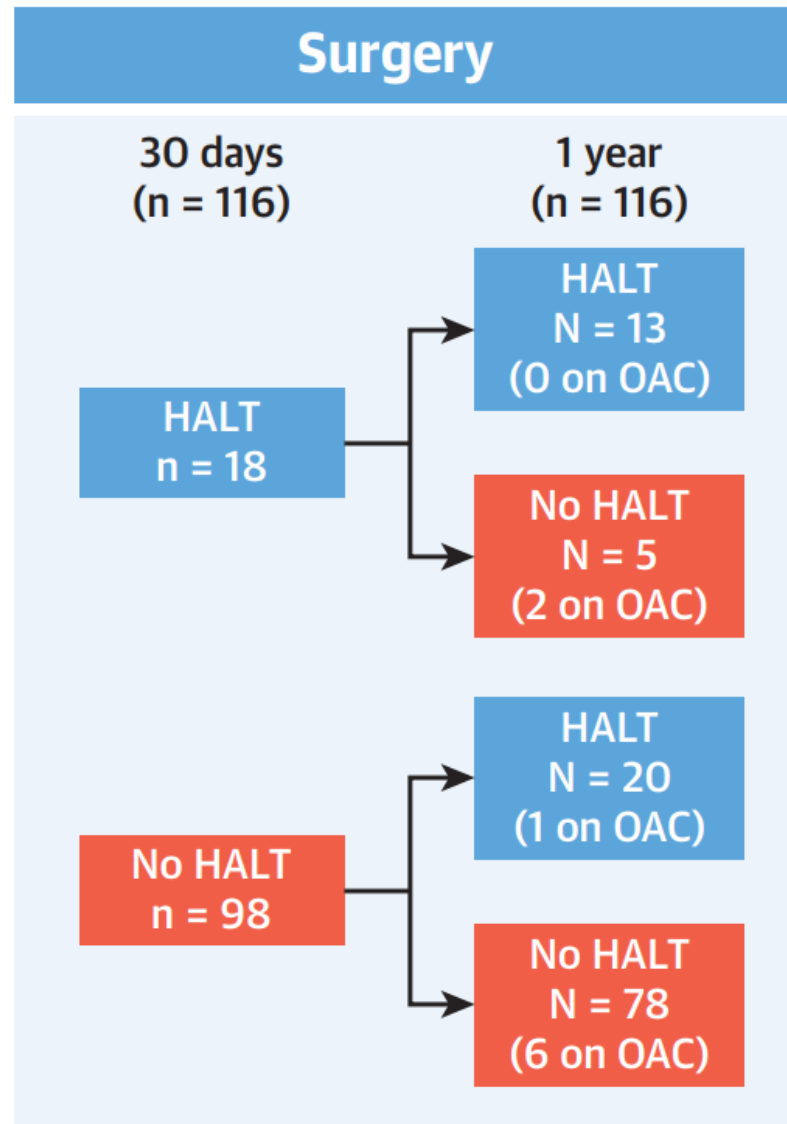 Surgery
30 days
(n = 116)
1 year
(n = 116)
HALT
n = 18
HALT
N = 13
(0 on OAC)
No HALT
N = 5
(2 on OAC)
No HALT
n = 98
HALT
N = 20
(1 on OAC)
No HALT
N = 78
(6 on OAC)